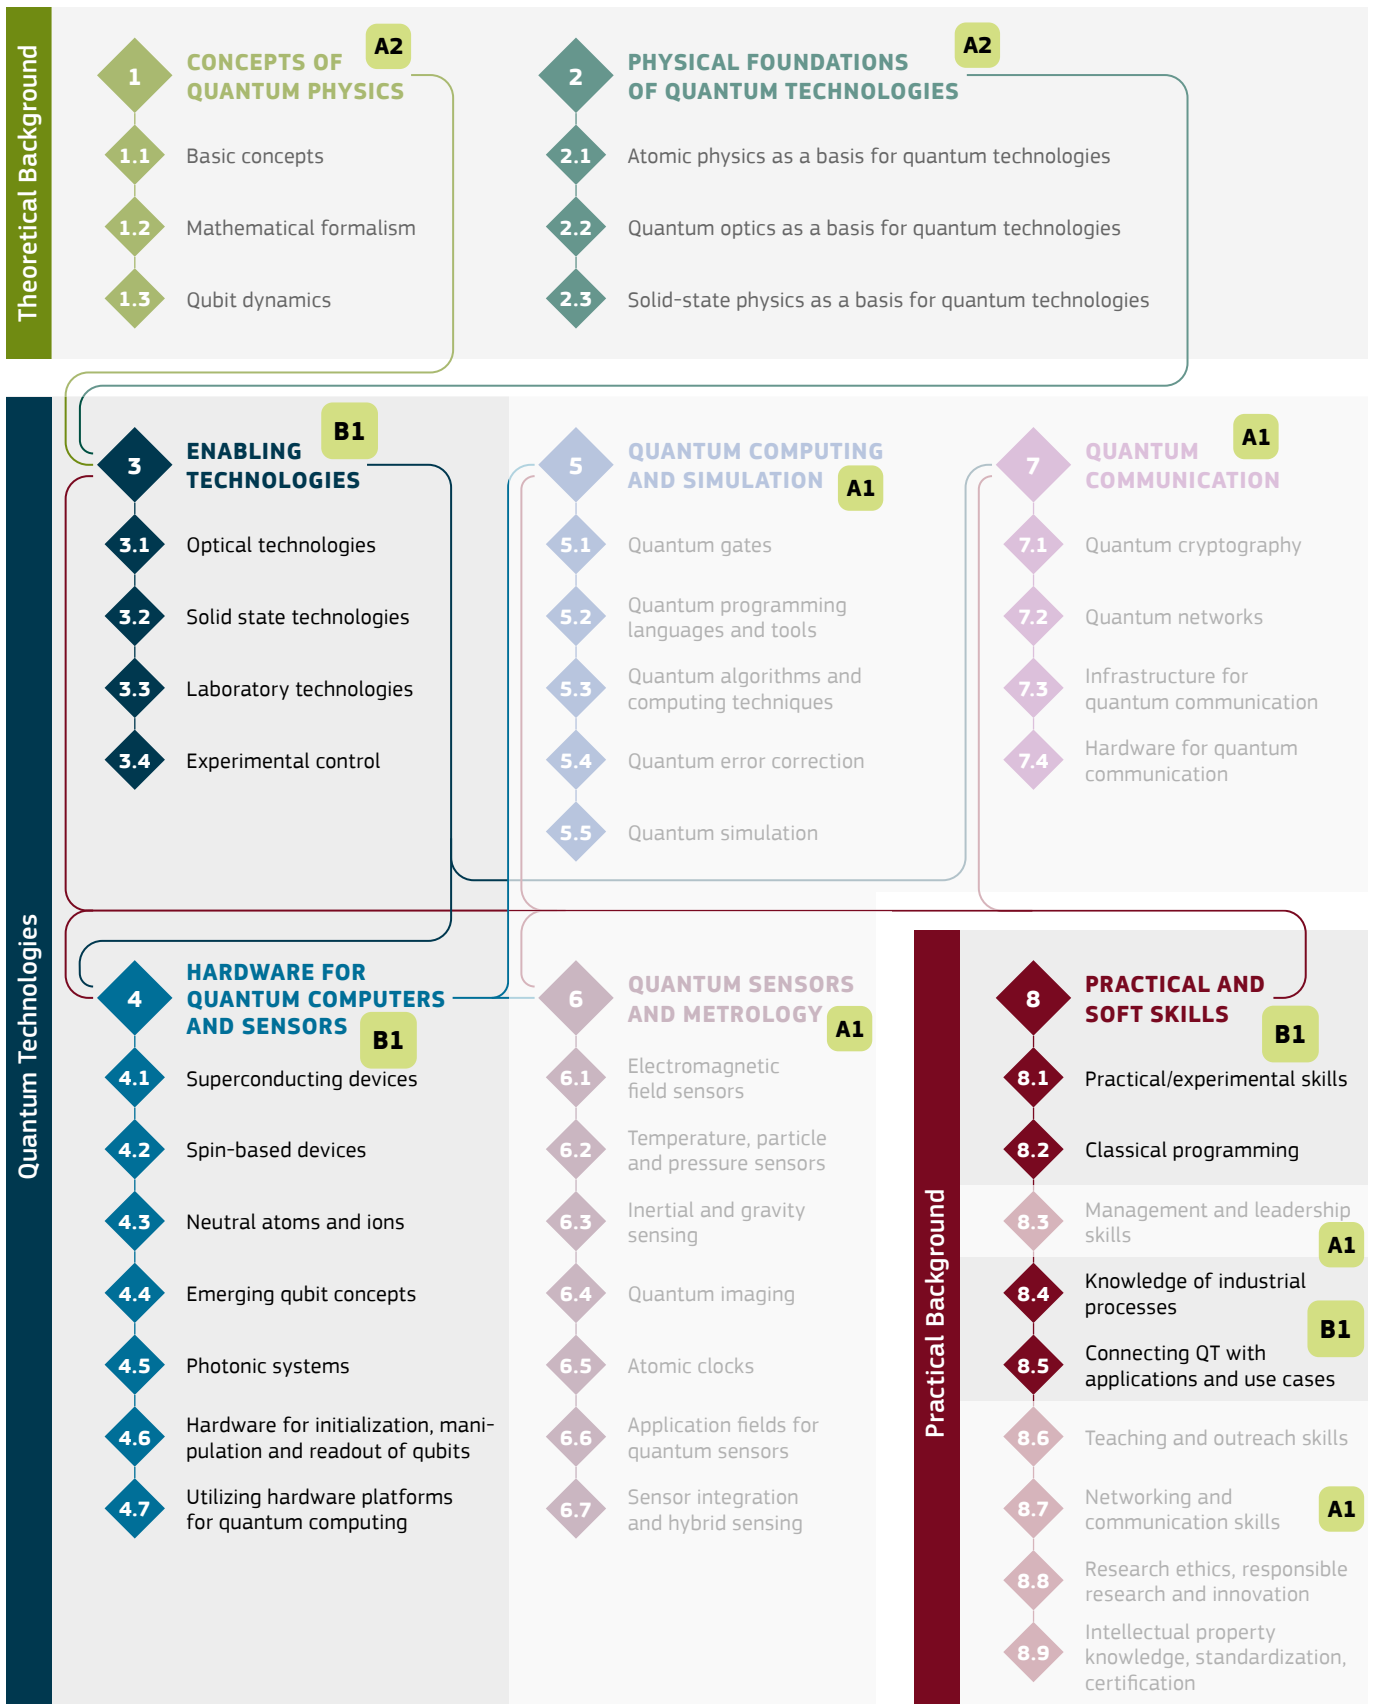 Theoretical Background
1
CONCEPTS OF
QUANTUM PHYSICS
A2
1.1
Basic concepts
1.2
Mathematical formalism
1.3
Qubit dynamics
2
PHYSICAL FOUNDATIONS
OF QUANTUM TECHNOLOGIES
A2
2.1
Atomic physics as a basis for quantum technologies
2.2
Quantum optics as a basis for quantum technologies
2.3
Solid-state physics as a basis for quantum technologies
Quantum Technologies
3
ENABLING
TECHNOLOGIES
B1
3.1
Optical technologies
3.2
Solid state technologies
3.3
Laboratory technologies
3.4
Experimental control
4
HARDWARE FOR
QUANTUM COMPUTERS
AND SENSORS
B1
4.1
Superconducting devices
4.2
Spin-based devices
4.3
Neutral atoms and ions
4.4
Emerging qubit concepts
4.5
Photonic systems
4.6
Hardware for initialization, mani-
pulation and readout of qubits
4.7
Utilizing hardware platforms
for quantum computing
5
QUANTUM COMPUTING
AND SIMULATION
A1
5.1
Quantum gates
5.2
Quantum programming
languages and tools
5.3
Quantum algorithms and
computing techniques
5.4
Quantum error correction
5.5
Quantum simulation
6
QUANTUM SENSORS
AND METROLOGY
A1
6.1
Electromagnetic
field sensors
6.2
Temperature, particle
and pressure sensors
6.3
Inertial and gravity
sensing
6.4
Quantum imaging
6.5
Atomic clocks
6.6
Application fields for
quantum sensors
6.7
Sensor integration
and hybrid sensing
7
QUANTUM
COMMUNICATION
A1
7.1
Quantum cryptography
7.2
Quantum networks
7.3
Infrastructure for
quantum communication
7.4
Hardware for quantum
communication
Practical Background
8
PRACTICAL AND
SOFT SKILLS
B1
8.1
Practical/experimental skills
8.2
Classical programming
8.3
Management and leadership
skills
A1
8.4
Knowledge of industrial
processes
B1
8.5
Connecting QT with
applications and use cases
8.6
Teaching and outreach skills
8.7
Networking and
communication skills
A1
8.8
Research ethics, responsible
research and innovation
8.9
Intellectual property
knowledge, standardization,
certification